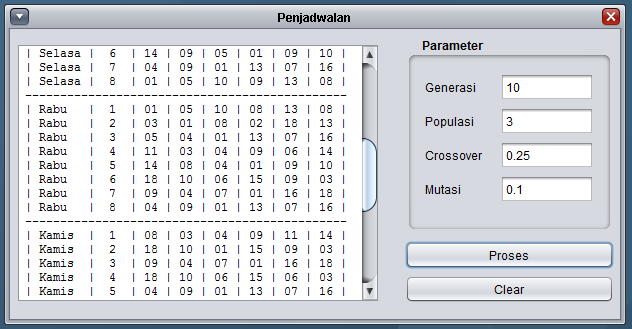 Penjadwalan
| Selasa | 6 | 14 | 09 | 05 | 01 | 09 | 10 |
| Selasa | 7 | 04 | 09 | 01 | 13 | 07 | 16 |
| Selasa | 8 | 01 | 05 | 10 | 09 | 13 | 08 |
----------------------------------------------
| Rabu | 1 | 01 | 05 | 10 | 08 | 13 | 08 |
| Rabu | 2 | 03 | 01 | 08 | 02 | 18 | 13 |
| Rabu | 3 | 05 | 04 | 01 | 13 | 07 | 16 |
| Rabu | 4 | 11 | 03 | 04 | 09 | 06 | 14 |
| Rabu | 5 | 14 | 08 | 04 | 01 | 09 | 10 |
| Rabu | 6 | 18 | 10 | 06 | 15 | 09 | 03 |
| Rabu | 7 | 09 | 04 | 07 | 01 | 16 | 18 |
| Rabu | 8 | 04 | 09 | 01 | 13 | 07 | 16 |
----------------------------------------------
| Kamis | 1 | 08 | 03 | 04 | 09 | 11 | 14 |
| Kamis | 2 | 18 | 10 | 01 | 15 | 09 | 03 |
| Kamis | 3 | 09 | 04 | 07 | 01 | 16 | 18 |
| Kamis | 4 | 18 | 10 | 06 | 15 | 06 | 03 |
| Kamis | 5 | 04 | 09 | 01 | 13 | 07 | 16 |
Parameter
Generasi 10
Populasi 3
Crossover 0.25
Mutasi 0.1
Proses
Clear